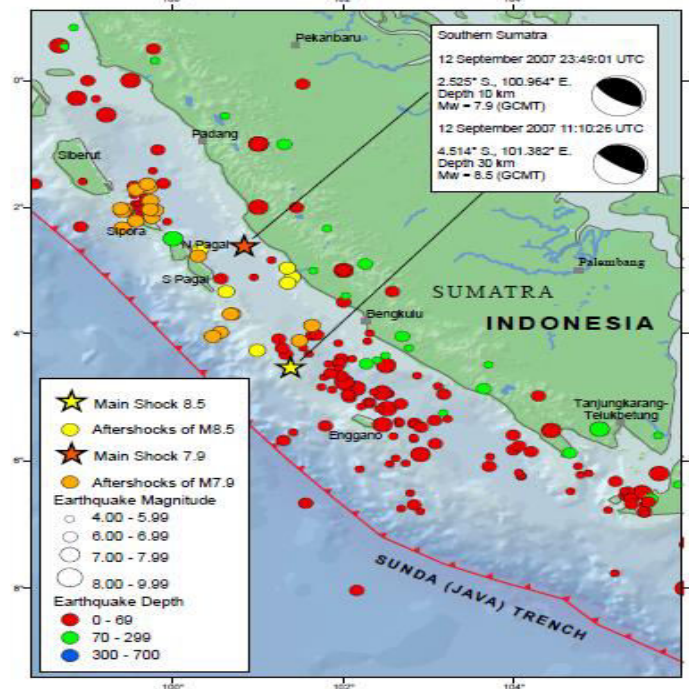 Southern Sumatra
12 September 2007 23:49:01 UTC
2.525° S., 100.964° E.
Depth 10 km
Mw = 7.9 (GCMT)
12 September 2007 11:10:26 UTC
4.514° S., 101.382° E.
Depth 30 km
Mw = 8.5 (GCMT)
Pekanbaru
0°
Padang
Siberut
2°
Sipora
N Pagai
S Pagai
Palembang
SUMATRA
Bengkulu
INDONESIA
4°
Tanjungkarang-
Telukbetung
Enggano
6°
8°
SUNDA (JAVA) TRENCH
Main Shock 8.5
Aftershocks of M8.5
Main Shock 7.9
Aftershocks of M7.9
Earthquake Magnitude
4.00 - 5.99
6.00 - 6.99
7.00 - 7.99
8.00 - 9.99
Earthquake Depth
0 - 69
70 - 299
300 - 700